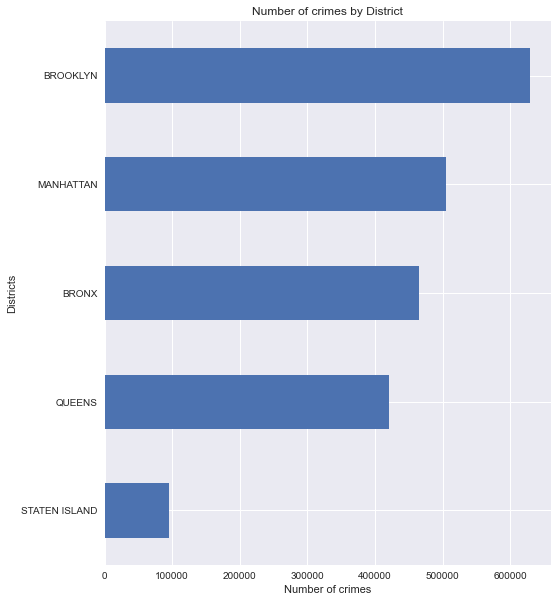 Number of crimes by District
BROOKLYN
MANHATTAN
BRONX
QUEENS
STATEN ISLAND
Districts
0 100000 200000 300000 400000 500000 600000
Number of crimes